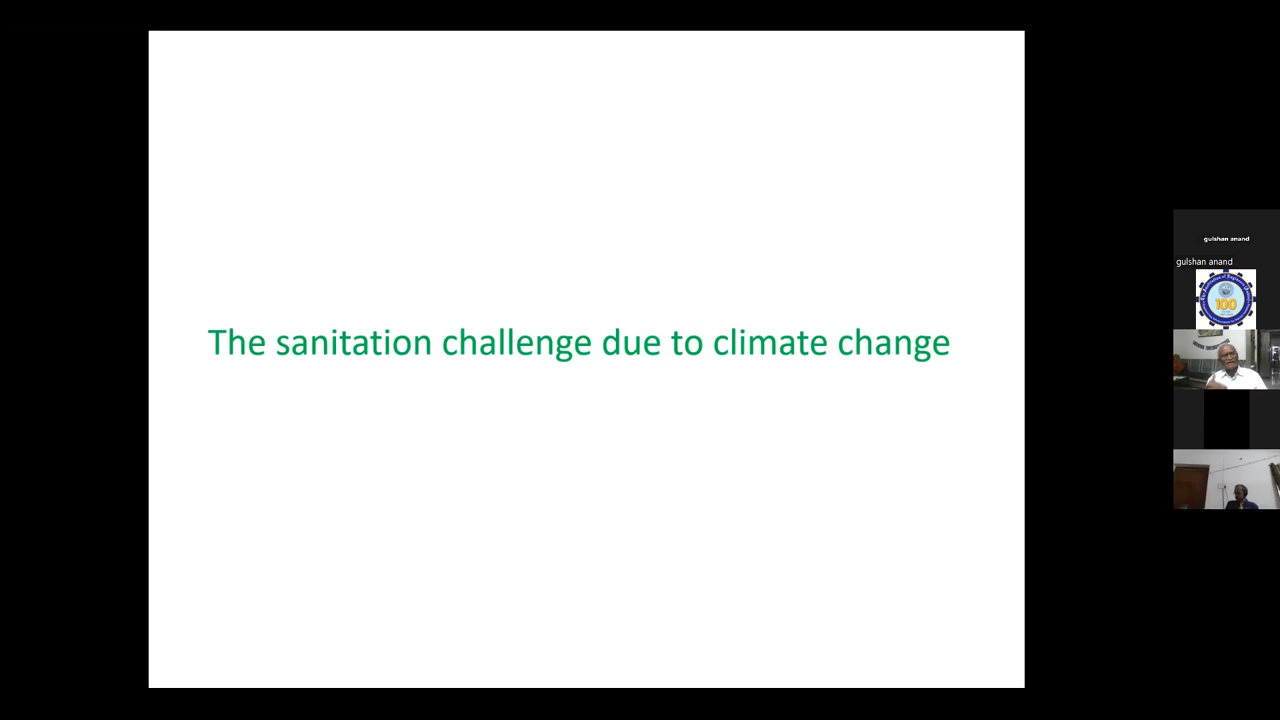 The sanitation challenge due to climate change
gulshan anand
gulshan anand
100